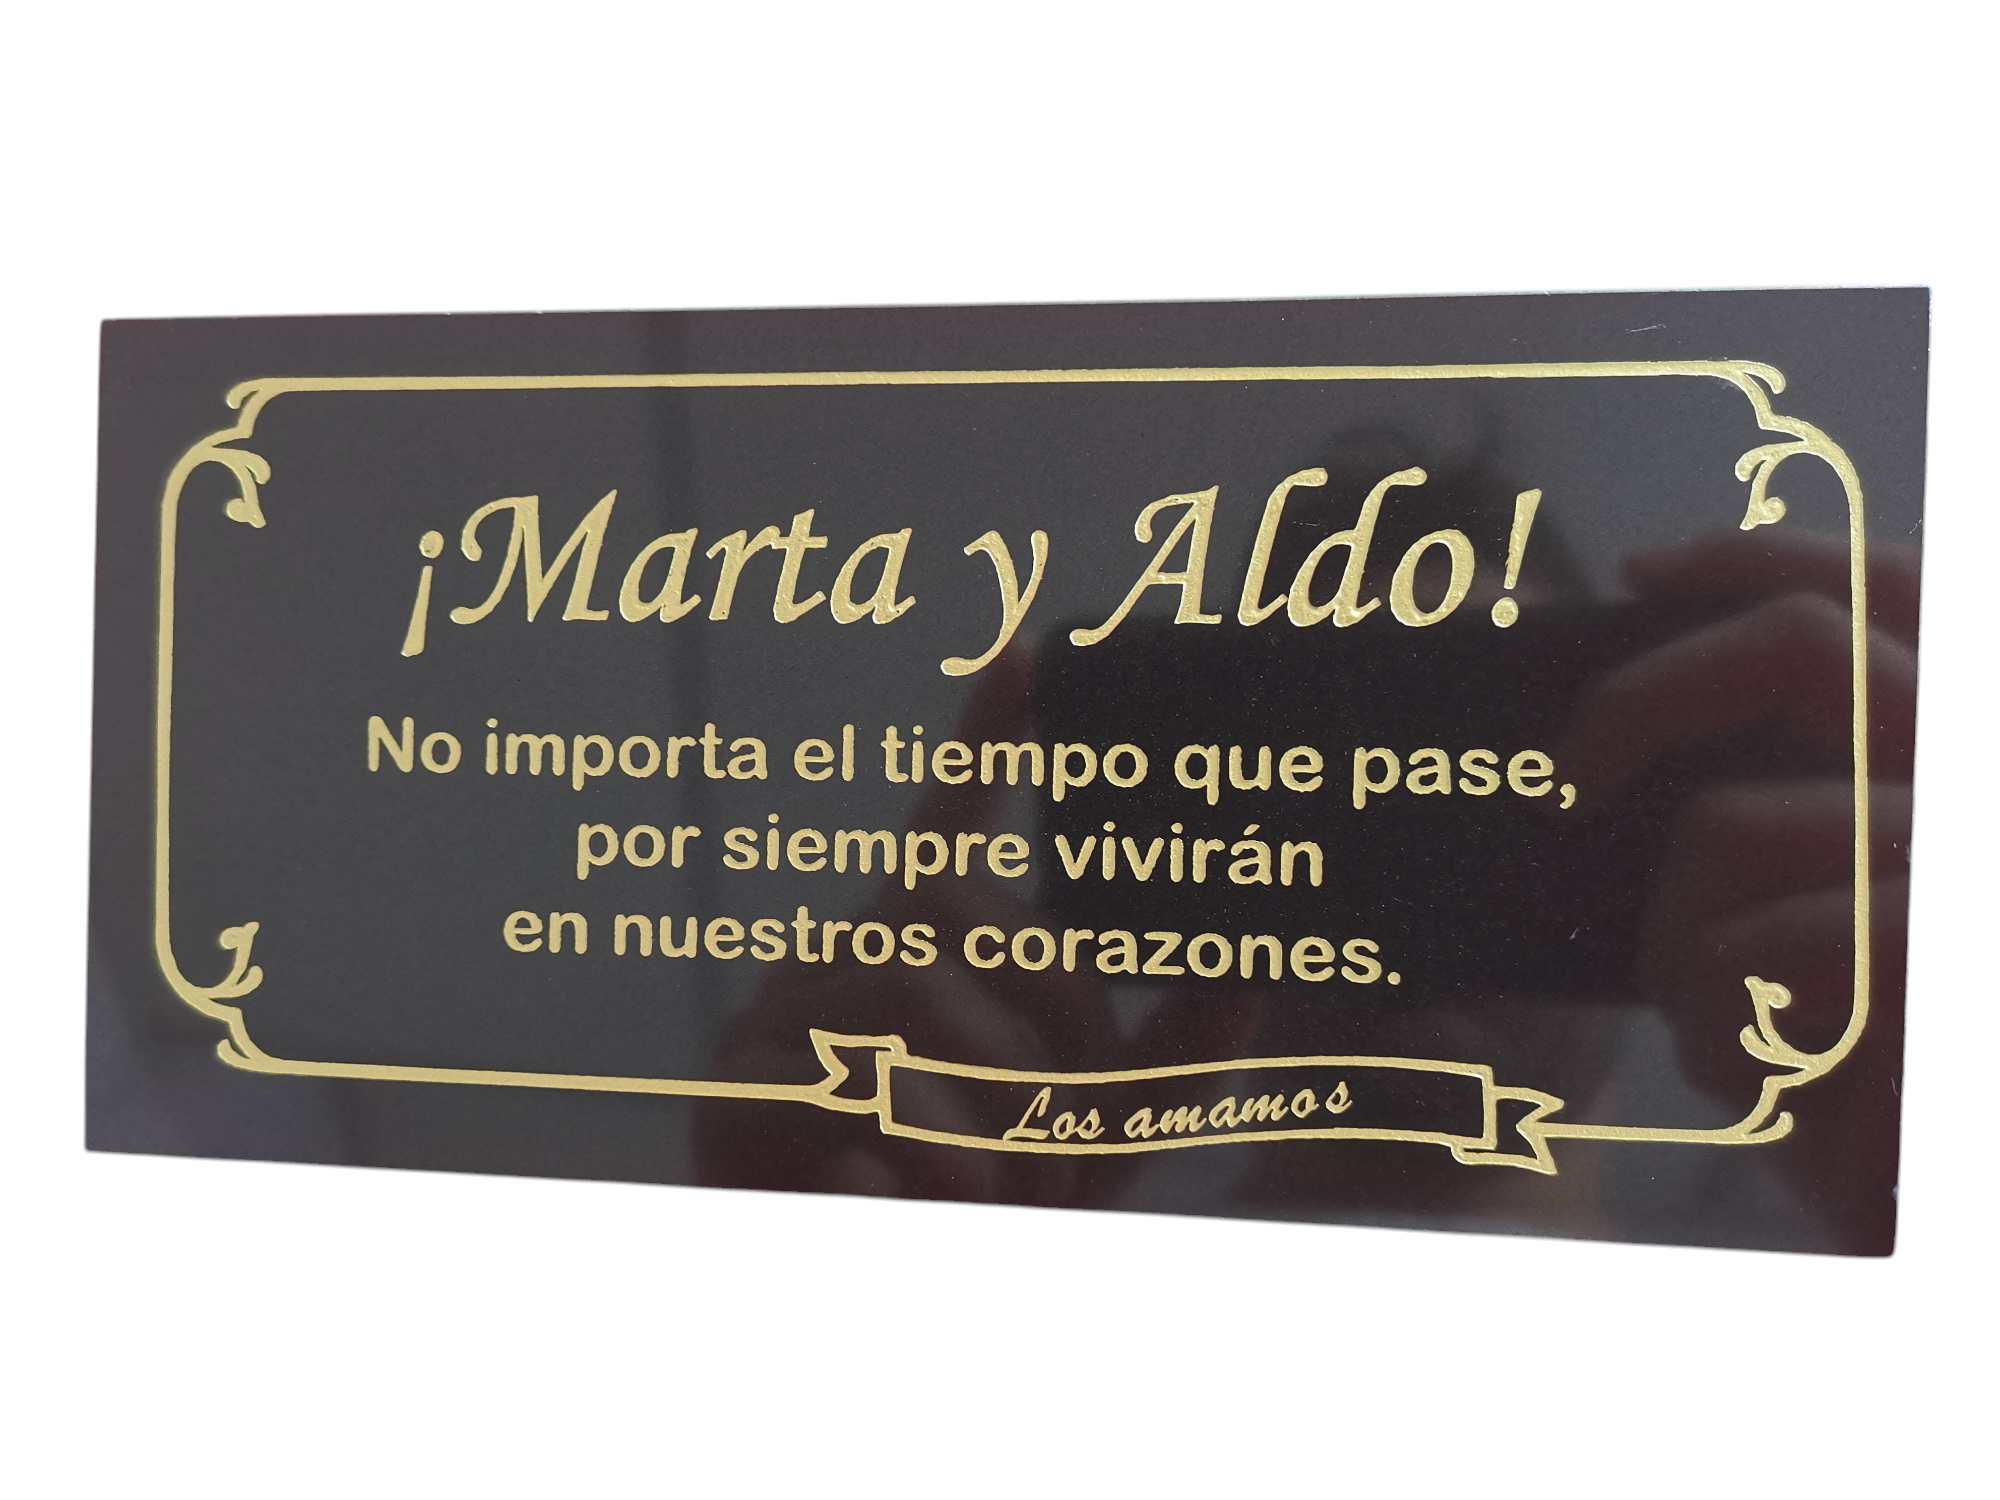 ¡Marta y Aldo!
No importa el tiempo que pase,
por siempre vivirán
en nuestros corazones.
Los amamos